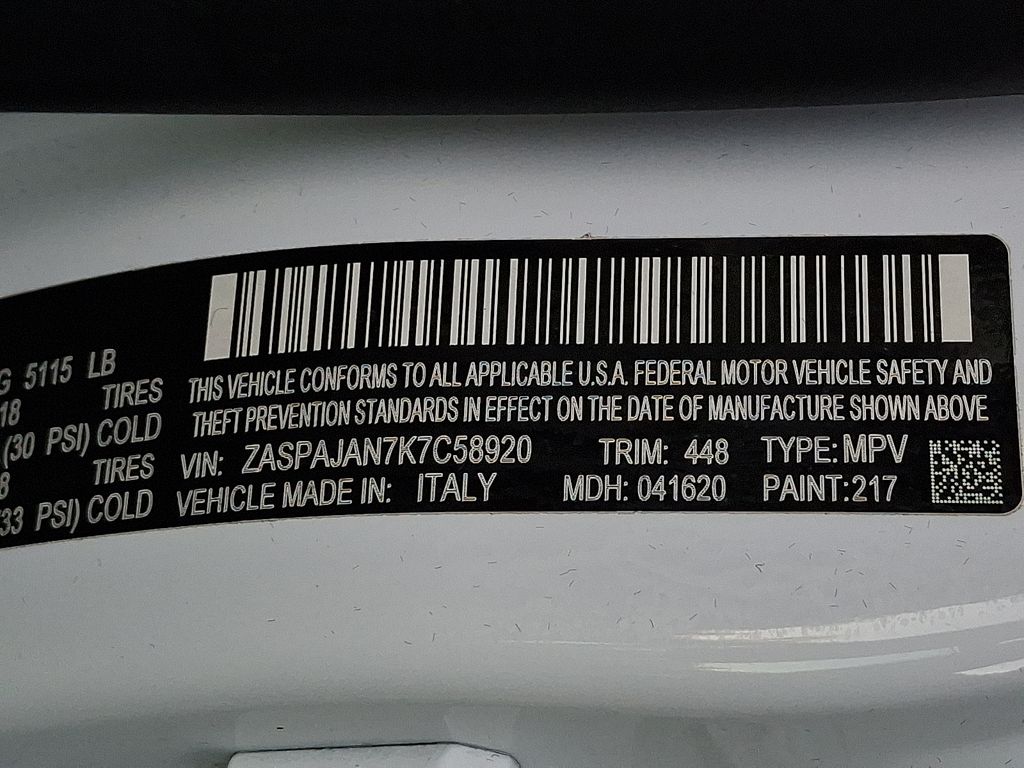 G 5115 LB
18 TIRES
(30 PSI) COLD
8 TIRES
(33 PSI) COLD
THIS VEHICLE CONFORMS TO ALL APPLICABLE U.S.A. FEDERAL MOTOR VEHICLE SAFETY AND
THEFT PREVENTION STANDARDS IN EFFECT ON THE DATE OF MANUFACTURE SHOWN ABOVE
VIN: ZASPAJAN7K7C58920 TRIM: 448 TYPE: MPV
VEHICLE MADE IN: ITALY MDH: 041620 PAINT: 217